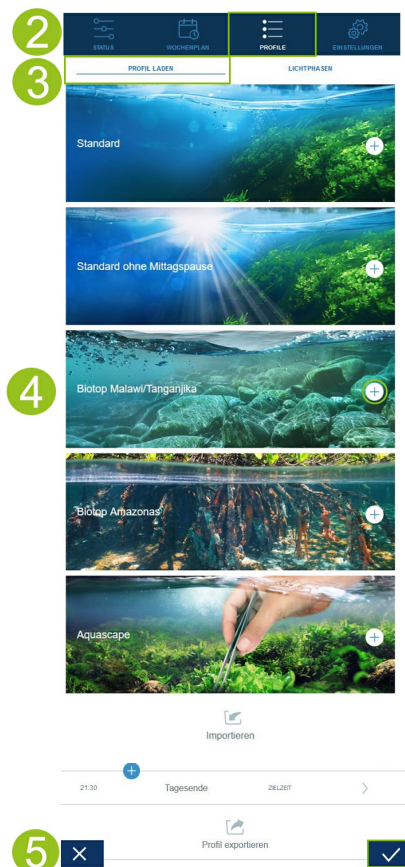 2
STATUS WOCHENPLAN PROFILE EINSTELLUNGEN
3
PROFIL LADEN LICHTPHASEN
Standard
Standard ohne Mittagspause
4
Biotop Malawi/Tanganjika
Biotop Amazonas
Aquascape
Importieren
21:30 Tagesende ZIELZEIT
Profil exportieren
5